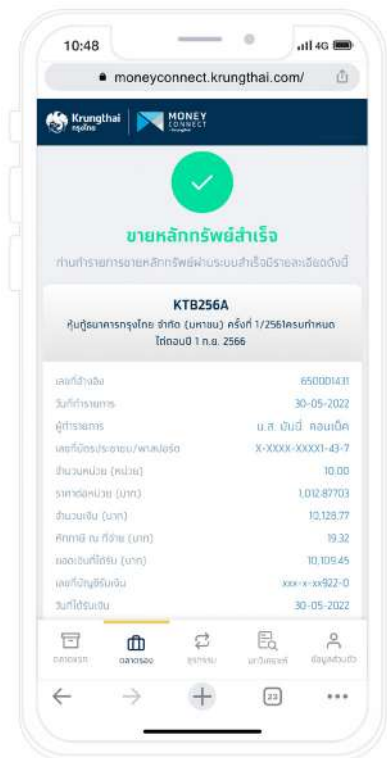 10:48
4G
moneyconnect.krungthai.com/
Krungthai
กรุงไทย
MONEY
CONNECT
ขายหลักทรัพย์สำเร็จ
ท่านทำรายการขายหลักทรัพย์ผ่านระบบสำเร็จมีรายละเอียดดังนี้
KTB256A
หุ้นกู้ธนาคารกรุงไทย จำกัด (มหาชน) ครั้งที่ 1/2561ครบกำหนด
ไถ่ถอนปี 1 ก.ย. 2566
เลขที่อ้างอิง 650001431
วันที่ทำรายการ 30-05-2022
ผู้ทำรายการ น.ส. มันนี่ คอนเน็ค
เลขที่บัตรประชาชน/พาสปอร์ต X-XXXX-XXXX1-43-7
จำนวนหน่วย (หน่วย) 10.00
ราคาต่อหน่วย (บาท) 1,012.87703
จำนวนเงิน (บาท) 10,128.77
หักภาษี ณ ที่จ่าย (บาท) 19.32
ยอดเงินที่ได้รับ (บาท) 10,109.45
เลขที่บัญชีรับเงิน xxx-x-xx922-0
วันที่ได้รับเงิน 30-05-2022
ตลาดแรก ตลาดรอง ธุรกรรม บทวิเคราะห์ ข้อมูลส่วนตัว
23